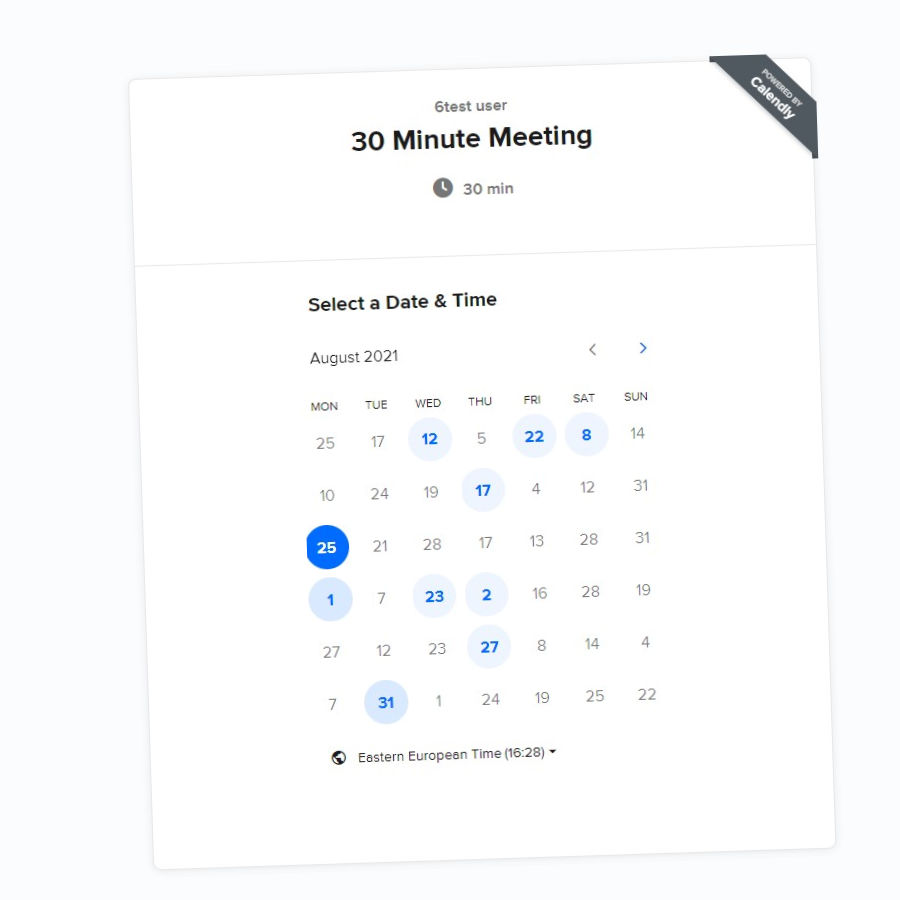 POWERED BY
Calendly
6test user
30 Minute Meeting
30 min
Select a Date & Time
August 2021
MON TUE WED THU FRI SAT SUN
25 17 12 5 22 8 14
10 24 19 17 4 12 31
25 21 28 17 13 28 31
1 7 23 2 16 28 19
27 12 23 27 8 14 4
7 31 1 24 19 25 22
Eastern European Time (16:28)